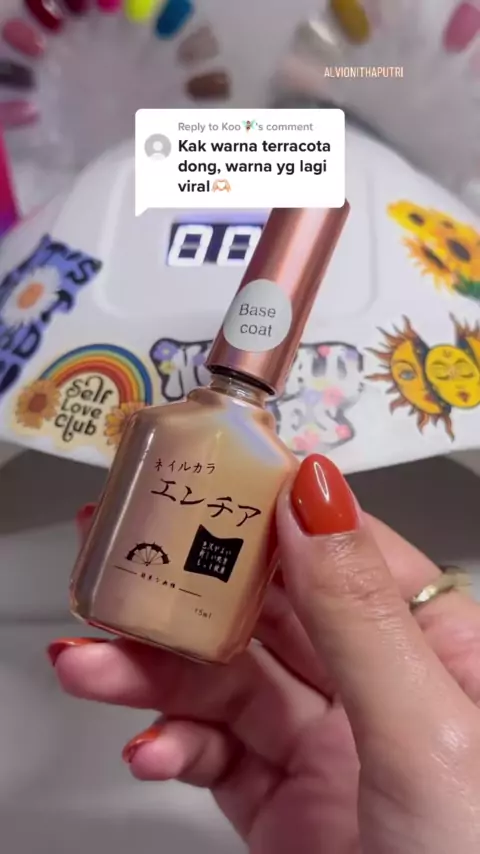 ALVIONITHAPUTRI
Reply to Koo🧚🏻's comment
Kak warna terracota
dong, warna yg lagi
viral🫶🏻
Base
coat
Self
Love
Club
ネイルカラ
エンチア
15ml